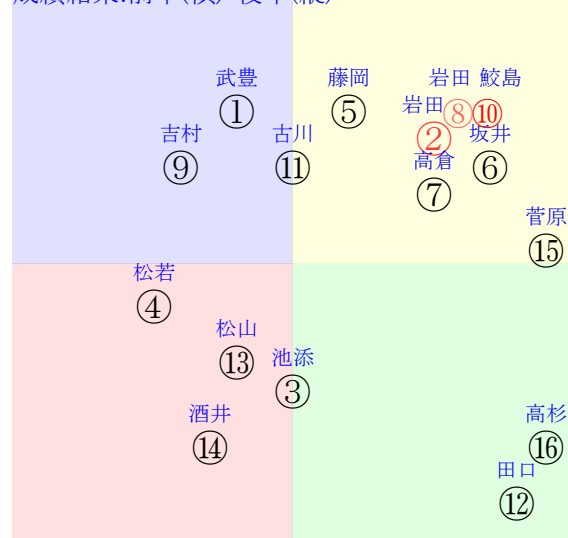 武豊 藤岡 岩田 鮫島
① ⑤ 岩田 ⑧ ⑩
吉村 古川 ② 坂井
⑨ ⑪ 高倉 ⑥
⑦
菅原
⑮
松若
④
松山
⑬ 池添
③
酒井 高杉
⑭ ⑯
田口
⑫